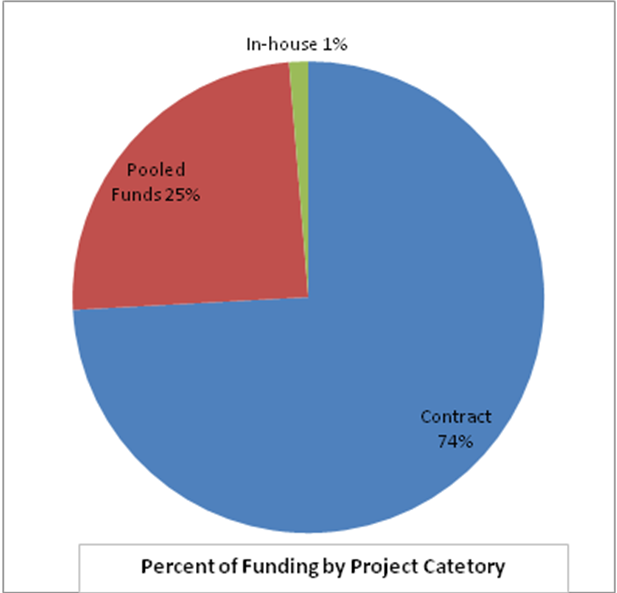 In-house 1%
Pooled
Funds 25%
Contract
74%
Percent of Funding by Project Catetory